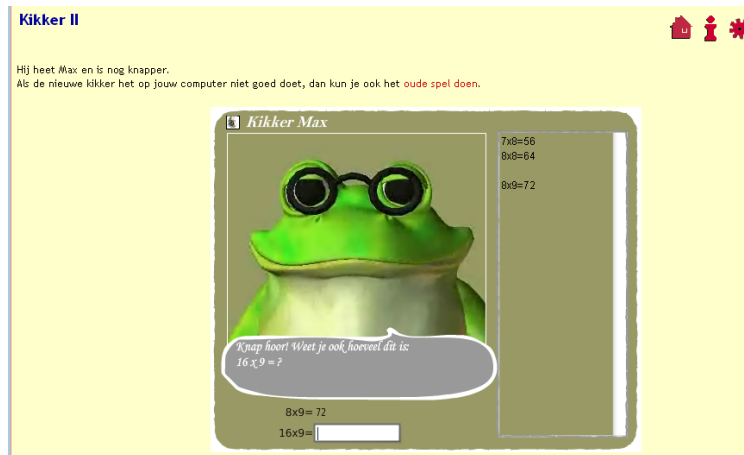 Kikker II
Hij heet Max en is nog knapper.
Als de nieuwe kikker het op jouw computer niet goed doet, dan kun je ook het oude spel doen.
Kikker Max
7x8=56
8x8=64
8x9=72
Knap hoor! Weet je ook hoeveel dit is:
16 x 9 = ?
8x9= 72
16x9=